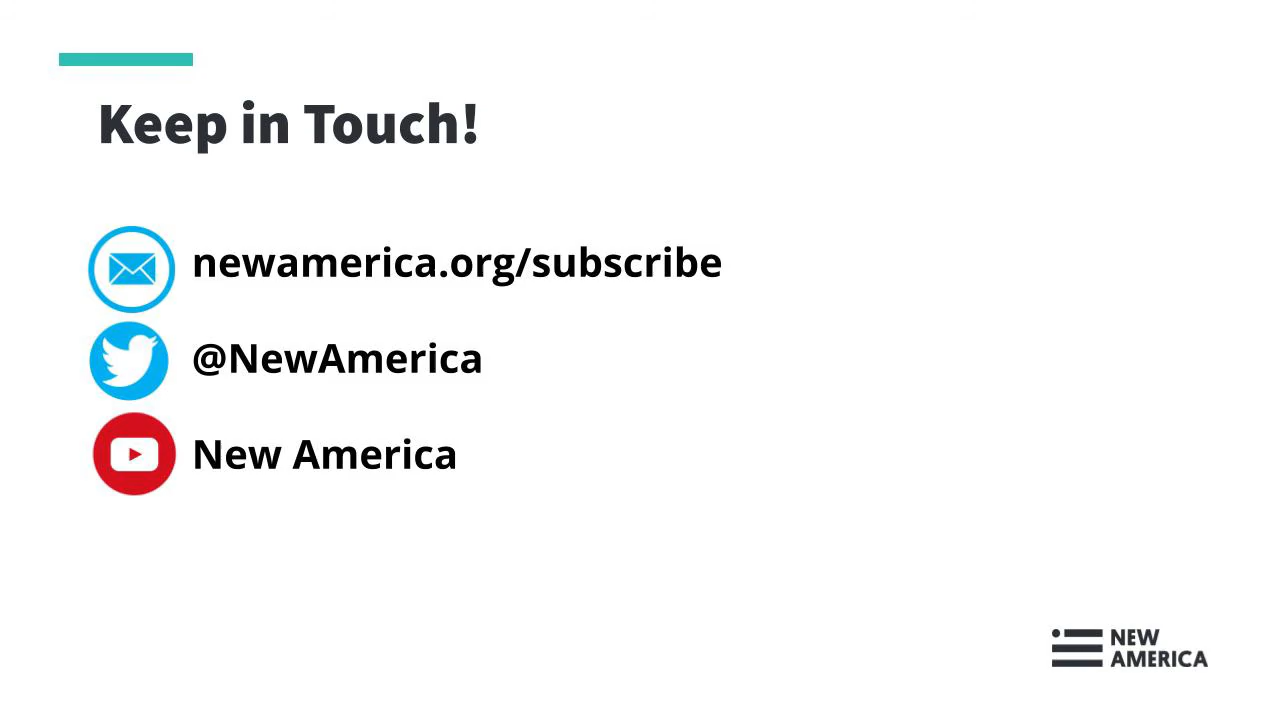 Keep in Touch!
newamerica.org/subscribe
@NewAmerica
New America
NEW
AMERICA